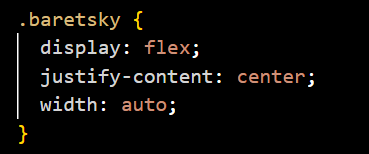 .baretsky {
  display: flex;
  justify-content: center;
  width: auto;
}